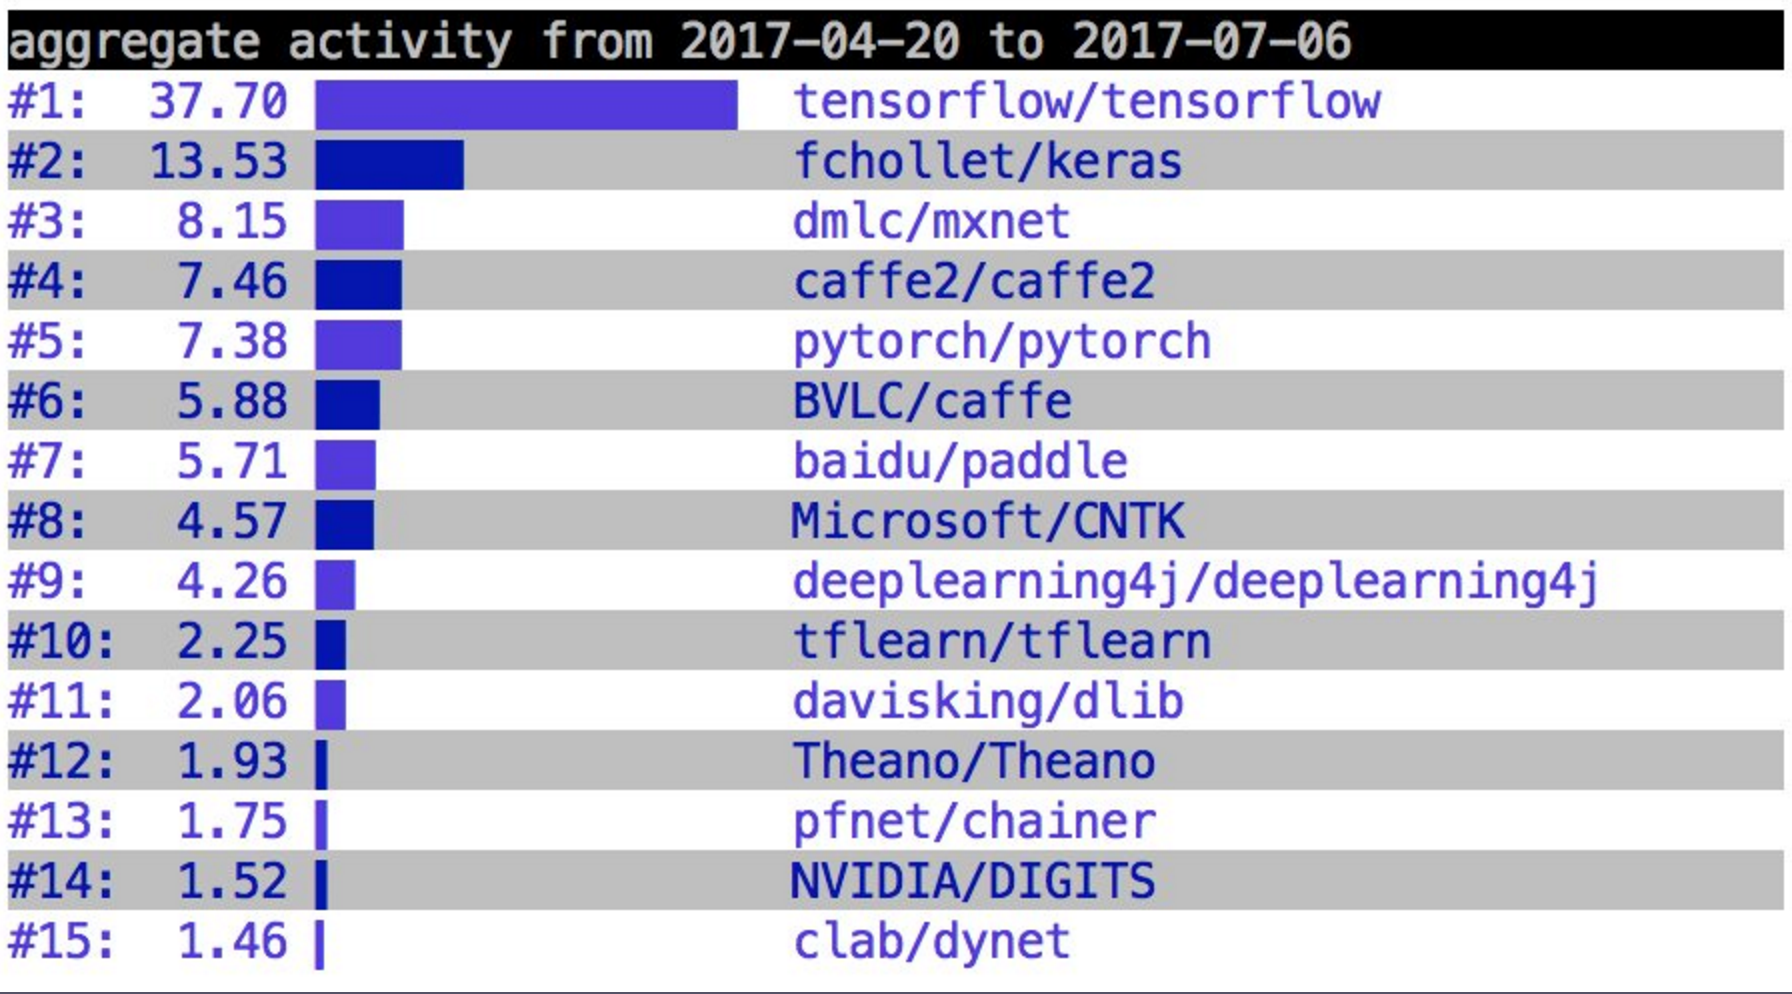 aggregate activity from 2017-04-20 to 2017-07-06
#1: 37.70 tensorflow/tensorflow
#2: 13.53 fchollet/keras
#3: 8.15 dmlc/mxnet
#4: 7.46 caffe2/caffe2
#5: 7.38 pytorch/pytorch
#6: 5.88 BVLC/caffe
#7: 5.71 baidu/paddle
#8: 4.57 Microsoft/CNTK
#9: 4.26 deeplearning4j/deeplearning4j
#10: 2.25 tflearn/tflearn
#11: 2.06 davisking/dlib
#12: 1.93 Theano/Theano
#13: 1.75 pfnet/chainer
#14: 1.52 NVIDIA/DIGITS
#15: 1.46 clab/dynet